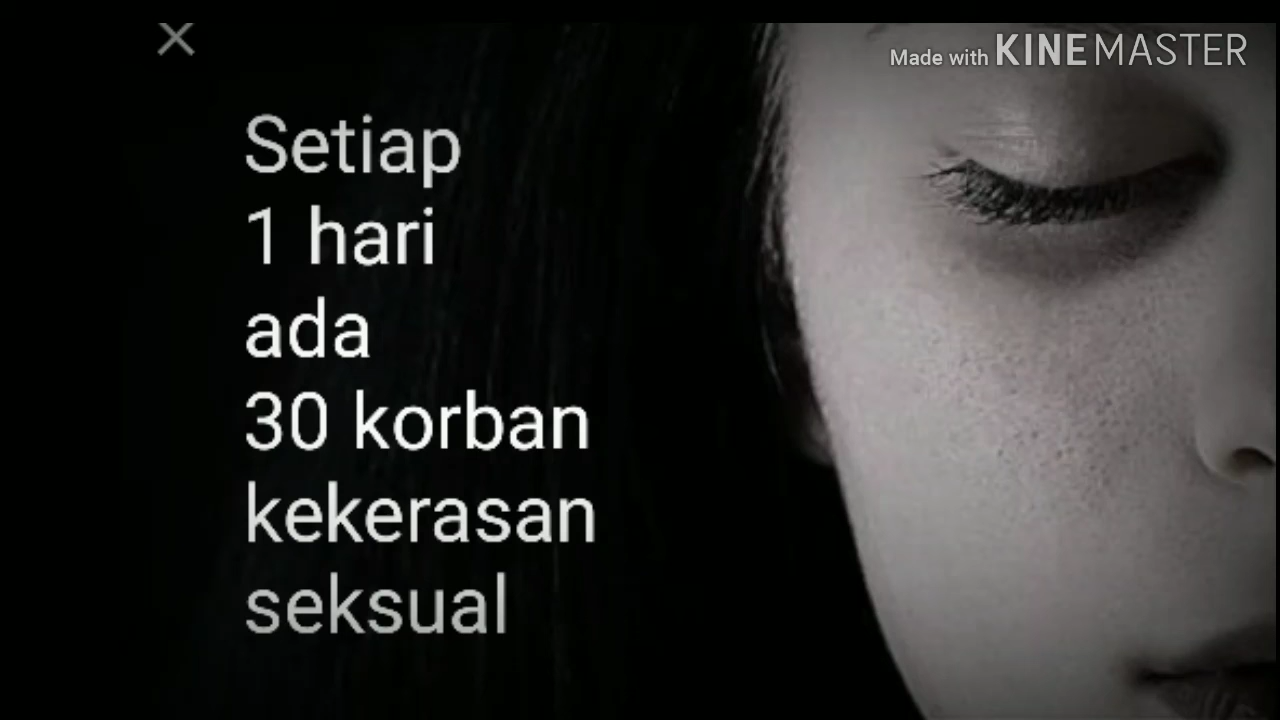 Made with KINEMASTER
Setiap
1 hari
ada
30 korban
kekerasan
seksual